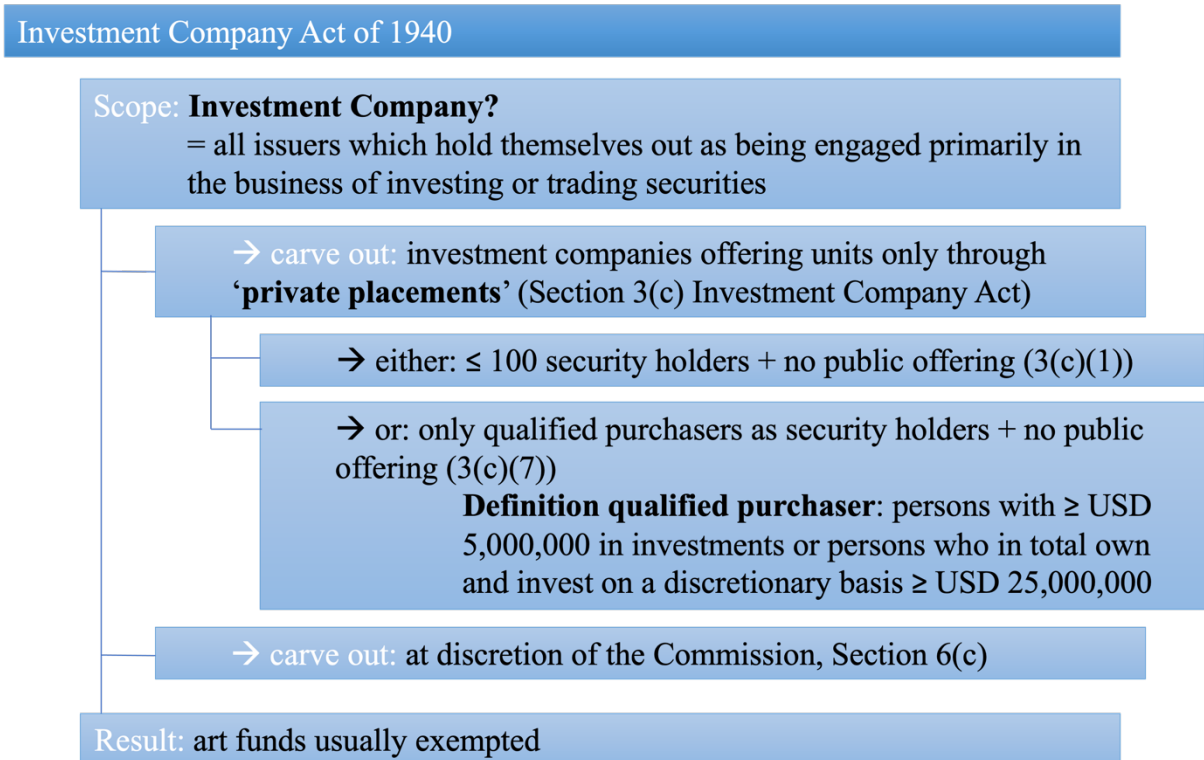 Investment Company Act of 1940
Scope: Investment Company?
= all issuers which hold themselves out as being engaged primarily in
the business of investing or trading securities
→ carve out: investment companies offering units only through
‘private placements’ (Section 3(c) Investment Company Act)
→ either: ≤ 100 security holders + no public offering (3(c)(1))
→ or: only qualified purchasers as security holders + no public
offering (3(c)(7))
Definition qualified purchaser: persons with ≥ USD
5,000,000 in investments or persons who in total own
and invest on a discretionary basis ≥ USD 25,000,000
→ carve out: at discretion of the Commission, Section 6(c)
Result: art funds usually exempted